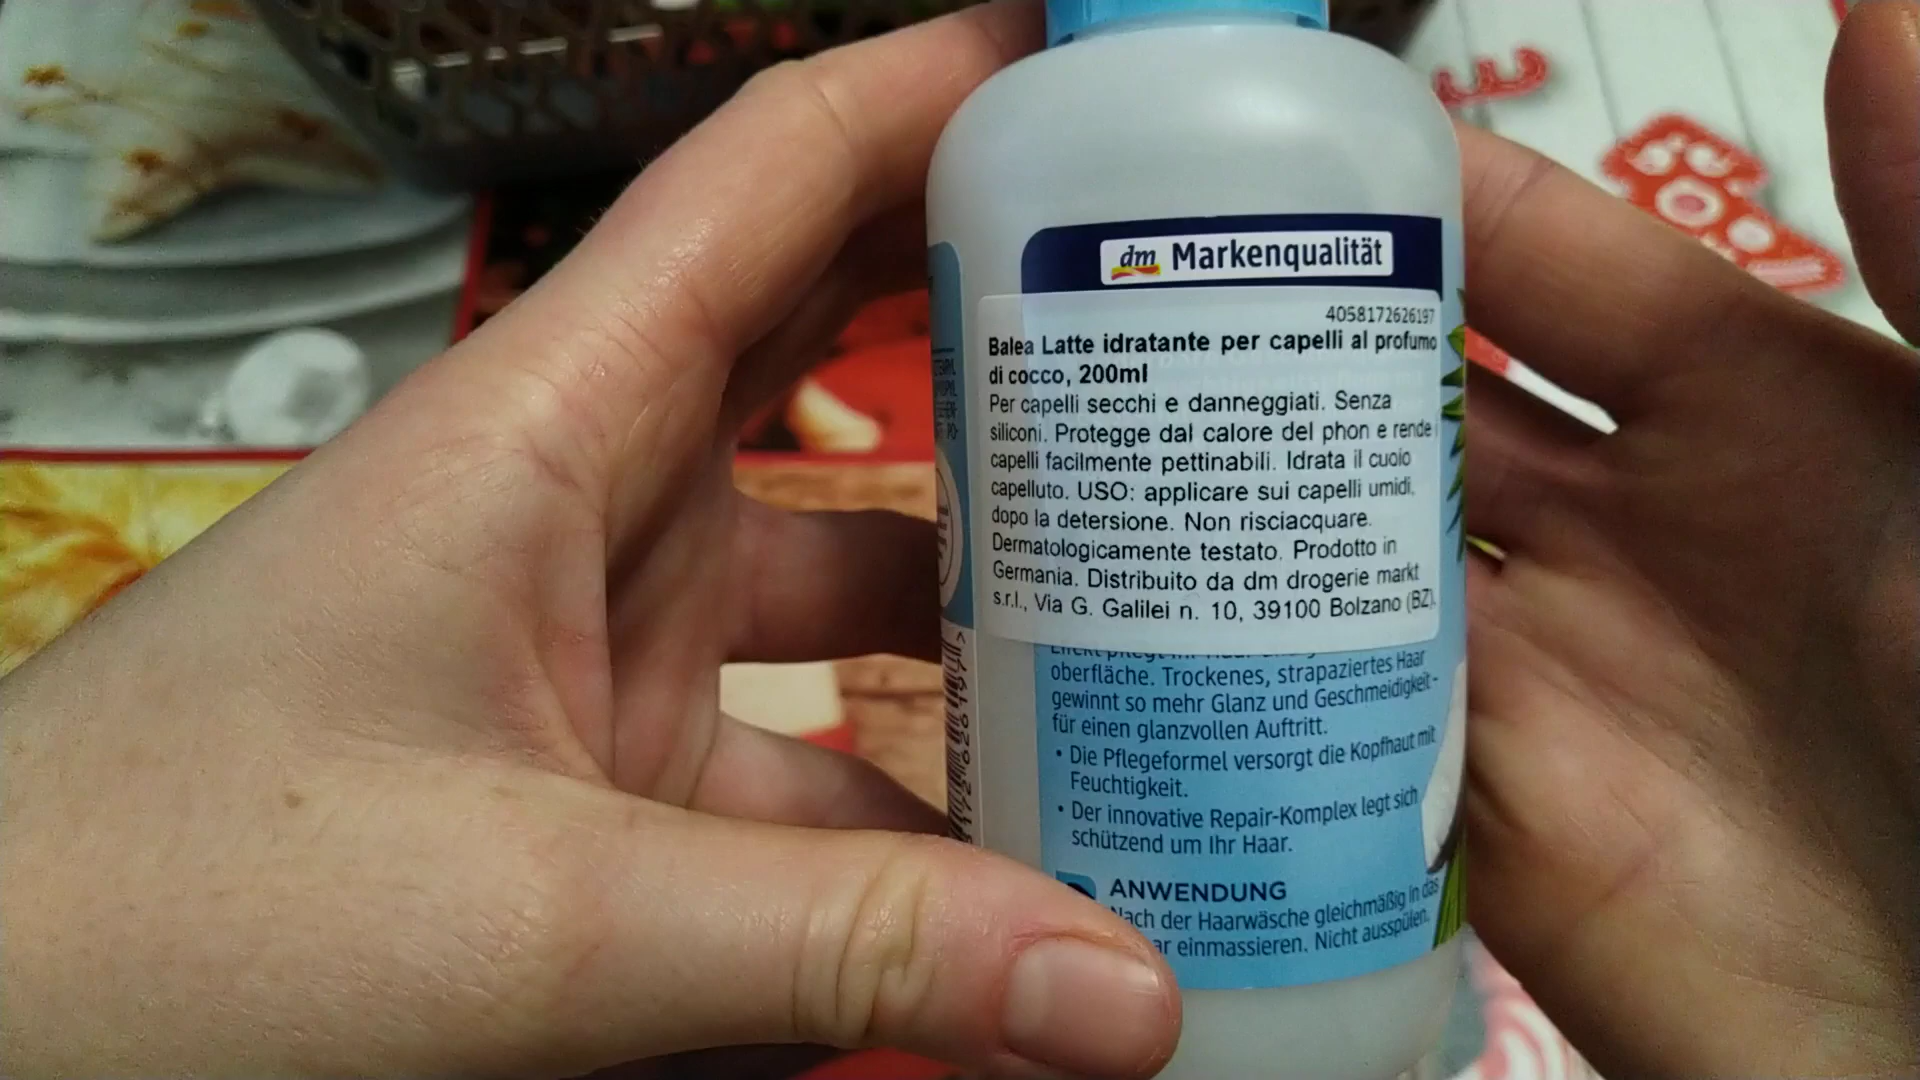 dm Markenqualität
4058172626197
Balea Latte idratante per capelli al profumo
di cocco, 200ml
Per capelli secchi e danneggiati. Senza
siliconi. Protegge dal calore del phon e rende i
capelli facilmente pettinabili. Idrata il cuoio
capelluto. USO: applicare sui capelli umidi,
dopo la detersione. Non risciacquare.
Dermatologicamente testato. Prodotto in
Germania. Distribuito da dm drogerie markt
s.r.l., Via G. Galilei n. 10, 39100 Bolzano (BZ).
oberfläche. Trockenes, strapaziertes Haar
gewinnt so mehr Glanz und Geschmeidigkeit -
für einen glanzvollen Auftritt.
• Die Pflegeformel versorgt die Kopfhaut mit
Feuchtigkeit.
• Der innovative Repair-Komplex legt sich
schützend um Ihr Haar.
ANWENDUNG
Nach der Haarwäsche gleichmäßig in das
ar einmassieren. Nicht ausspülen.